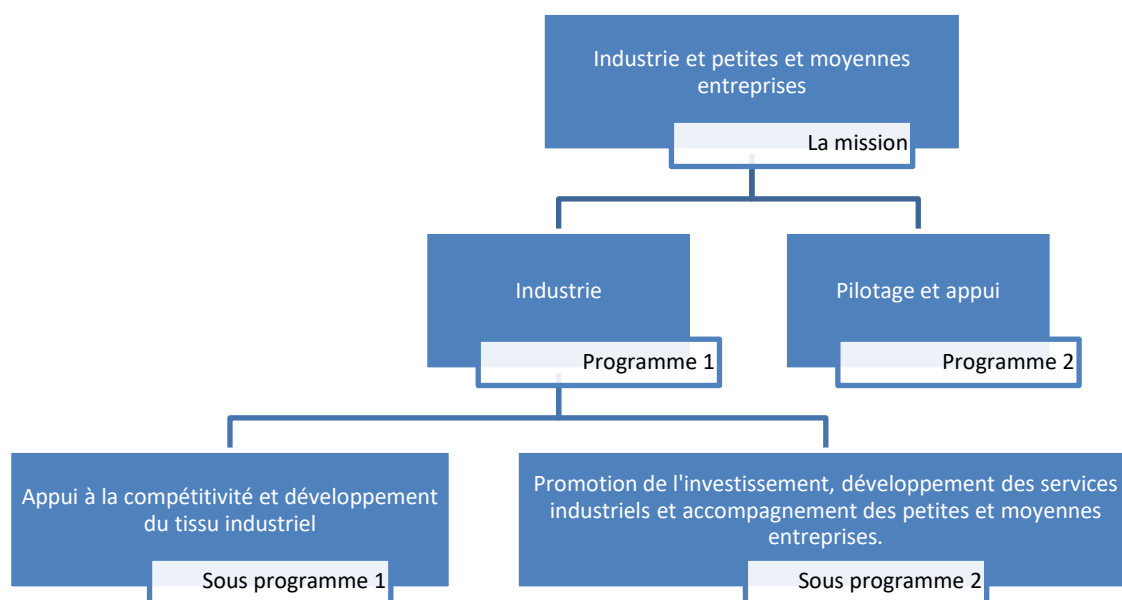 Industrie et petites et moyennes
entreprises
La mission
Industrie
Programme 1
Pilotage et appui
Programme 2
Appui à la compétitivité et développement
du tissu industriel
Sous programme 1
Promotion de l'investissement, développement des services
industriels et accompagnement des petites et moyennes
entreprises.
Sous programme 2